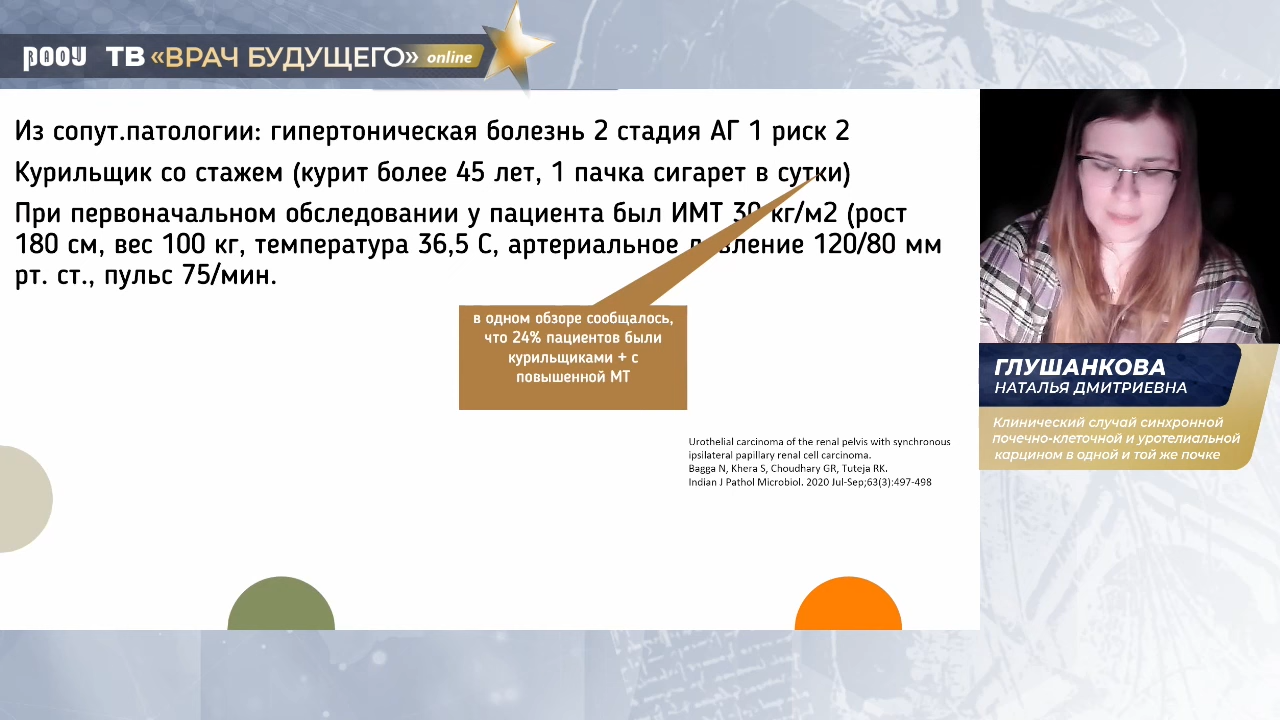 РООУ ТВ «ВРАЧ БУДУЩЕГО» online
Из сопут.патологии: гипертоническая болезнь 2 стадия АГ 1 риск 2
Курильщик со стажем (курит более 45 лет, 1 пачка сигарет в сутки)
При первоначальном обследовании у пациента был ИМТ 30 кг/м2 (рост
180 см, вес 100 кг, температура 36,5 С, артериальное давление 120/80 мм
рт. ст., пульс 75/мин.
в одном обзоре сообщалось,
что 24% пациентов были
курильщиками + с
повышенной МТ
Urothelial carcinoma of the renal pelvis with synchronous
ipsilateral papillary renal cell carcinoma.
Bagga N, Khera S, Choudhary GR, Tuteja RK.
Indian J Pathol Microbiol. 2020 Jul-Sep;63(3):497-498
ГЛУШАНКОВА
НАТАЛЬЯ ДМИТРИЕВНА
Клинический случай синхронной
почечно-клеточной и уротелиальной
карцином в одной и той же почке